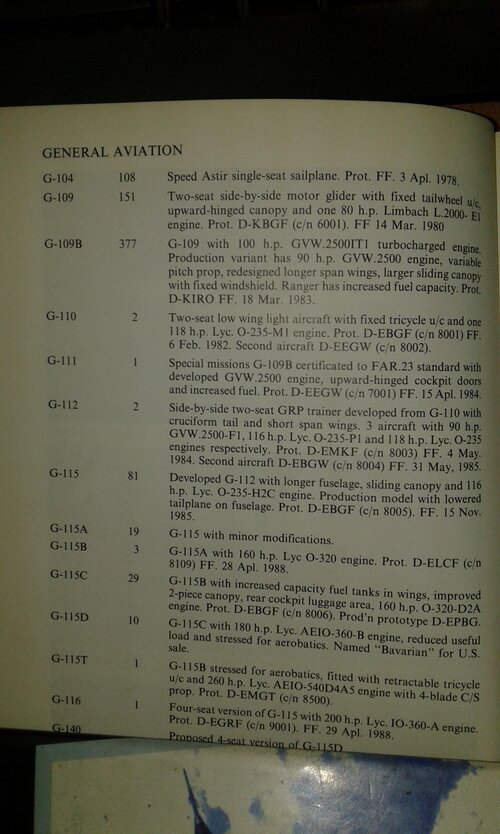 GENERAL AVIATION
G-104 108 Speed Astir single-seat sailplane. Prot. FF. 3 Apl. 1978.
G-109 151 Two-seat side-by-side motor glider with fixed tailwheel u/c,
upward-hinged canopy and one 80 h.p. Limbach L.2000- E1
engine. Prot. D-KBGF (c/n 6001). FF 14 Mar. 1980
G-109B 377 G-109 with 100 h.p. GVW.2500IT1 turbocharged engine.
Production variant has 90 h.p. GVW.2500 engine, variable
pitch prop, redesigned longer span wings, larger sliding canopy
with fixed windshield. Ranger has increased fuel capacity. Prot.
D-KIRO FF. 18 Mar. 1983.
G-110 2 Two-seat low wing light aircraft with fixed tricycle u/c and one
118 h.p. Lyc. O-235-M1 engine. Prot. D-EBGF (c/n 8001) FF.
6 Feb. 1982. Second aircraft D-EEGW (c/n 8002).
G-111 1 Special missions G-109B certificated to FAR.23 standard with
developed GVW.2500 engine, upward-hinged cockpit doors
and increased fuel. Prot. D-EEGW (c/n 7001) FF. 15 Apl. 1984.
G-112 2 Side-by-side two-seat GRP trainer developed from G-110 with
cruciform tail and short span wings. 3 aircraft with 90 h.p.
GVW.2500-F1, 116 h.p. Lyc. O-235-P1 and 118 h.p. Lyc. O-235
engines respectively. Prot. D-EMKF (c/n 8003) FF. 4 May.
1984. Second aircraft D-EBGW (c/n 8004) FF. 31 May, 1985.
G-115 81 Developed G-112 with longer fuselage, sliding canopy and 116
h.p. Lyc. O-235-H2C engine. Production model with lowered
tailplane on fuselage. Prot. D-EBGF (c/n 8005). FF. 15 Nov.
1985.
G-115A 19 G-115 with minor modifications.
G-115B 3 G-115A with 160 h.p. Lyc O-320 engine. Prot. D-ELCF (c/n
8109) FF. 28 Apl. 1988.
G-115C 29 G-115B with increased capacity fuel tanks in wings, improved
2-piece canopy, rear cockpit luggage area, 160 h.p. O-320-D2A
engine. Prot. D-EBGF (c/n 8006). Prod'n prototype D-EPBG.
G-115D 10 G-115C with 180 h.p. Lyc. AEIO-360-B engine, reduced useful
load and stressed for aerobatics. Named "Bavarian" for U.S.
sale.
G-115T 1 G-115B stressed for aerobatics, fitted with retractable tricycle
u/c and 260 h.p. Lyc. AEIO-540D4A5 engine with 4-blade C/S
prop. Prot. D-EMGT (c/n 8500).
G-116 1 Four-seat version of G-115 with 200 h.p. Lyc. IO-360-A engine.
Prot. D-EGRF (c/n 9001). FF. 29 Apl. 1988.
G-140 Proposed 4-seat version of G-115D